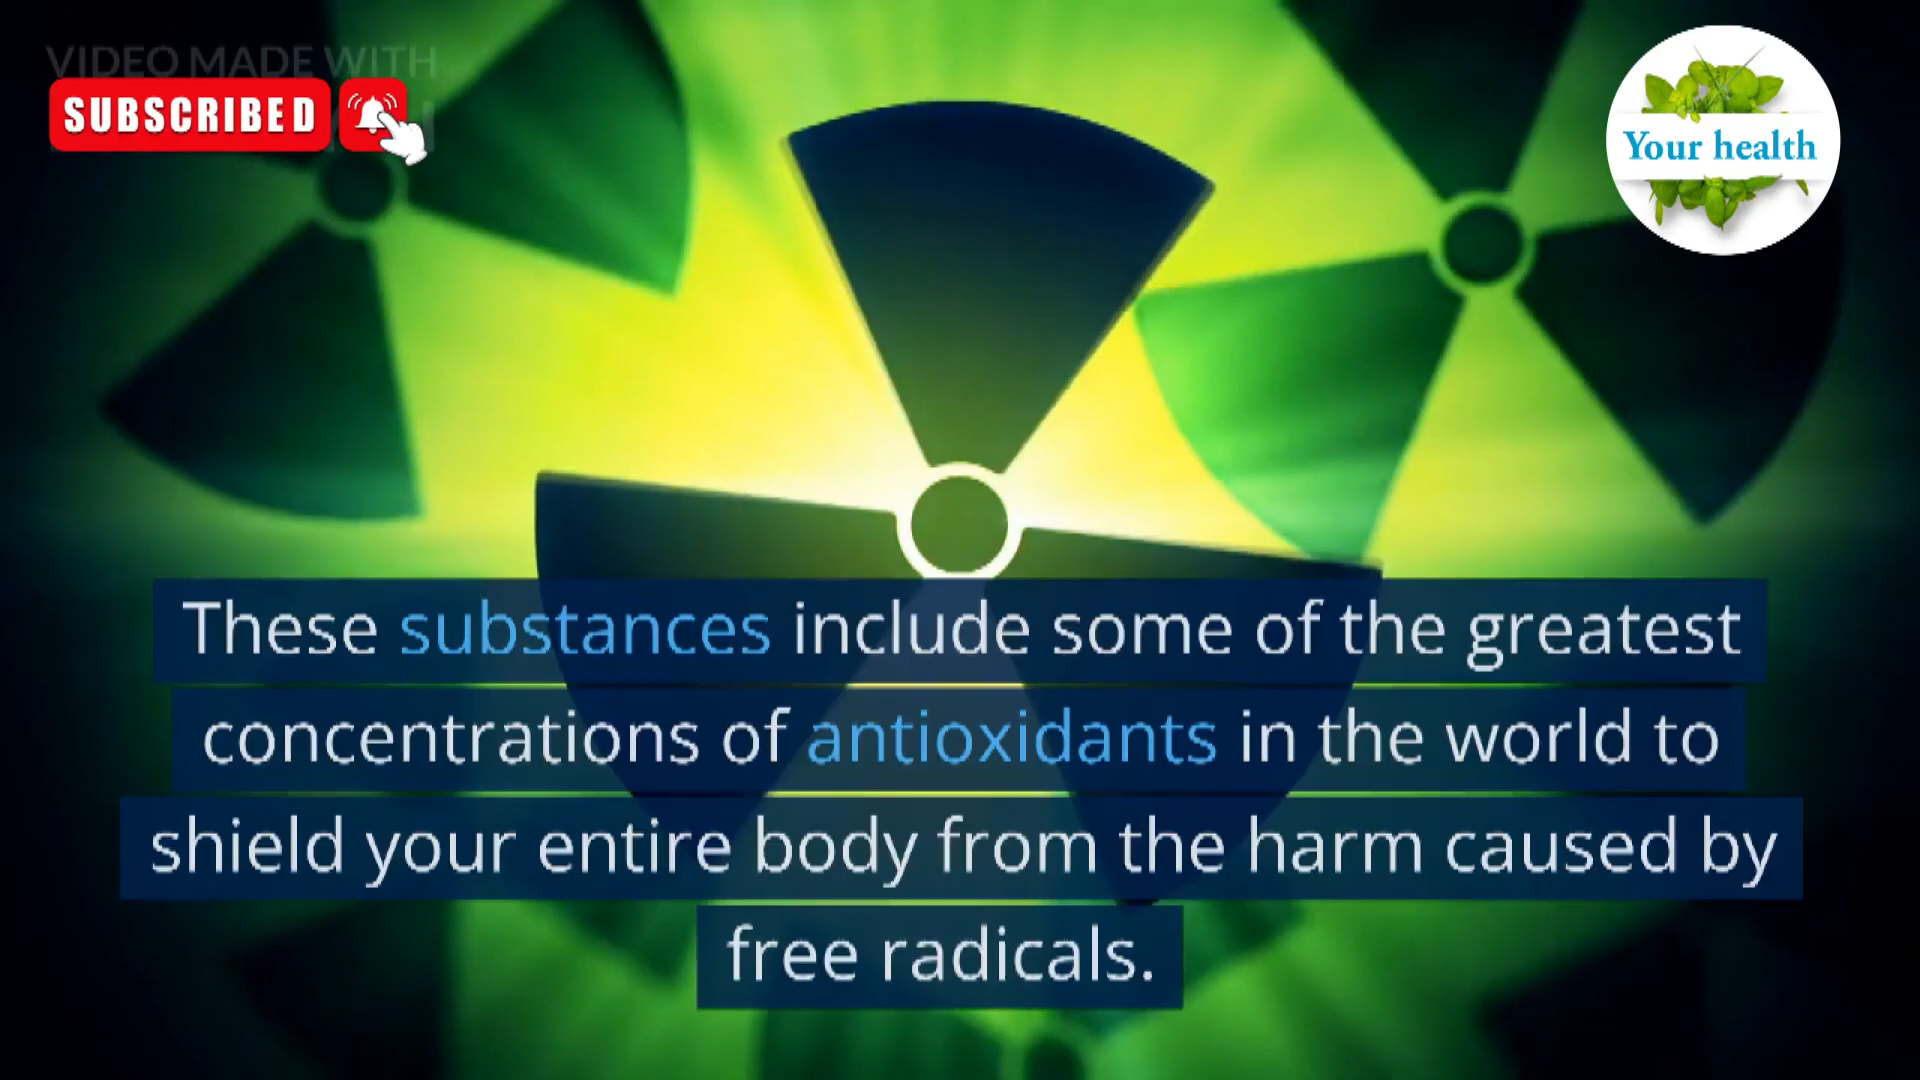 VIDEO MADE WITH
SUBSCRIBED
Your health
These substances include some of the greatest
concentrations of antioxidants in the world to
shield your entire body from the harm caused by
free radicals.